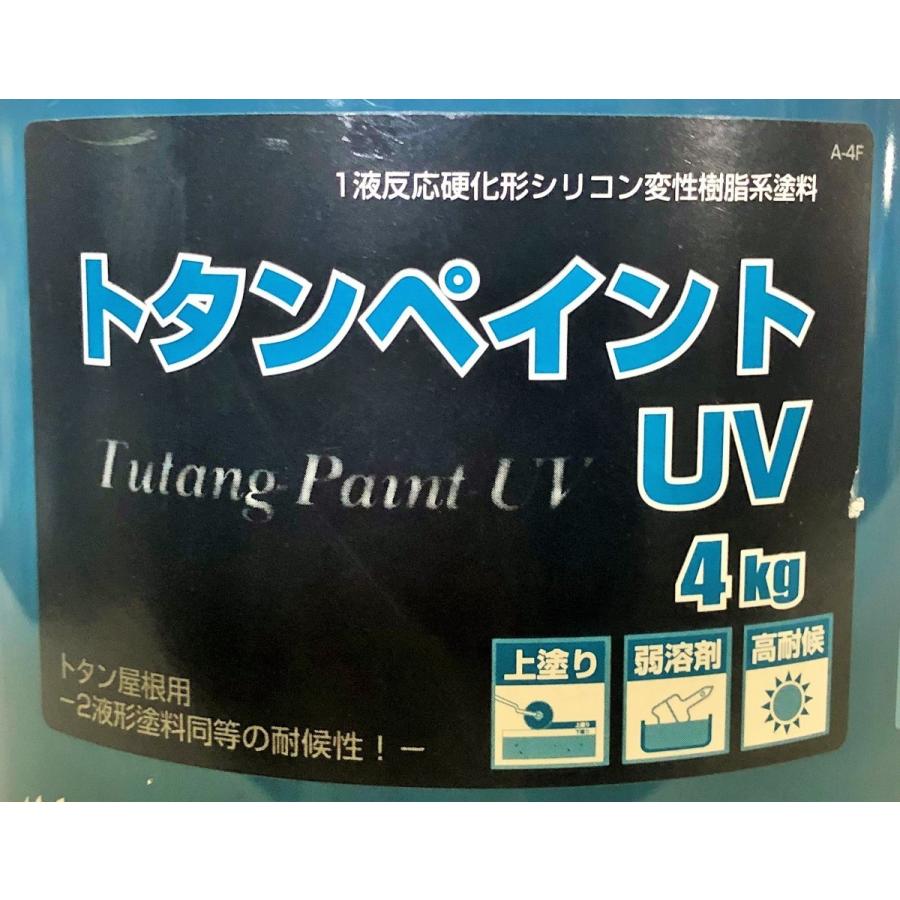 A-4F
1液反応硬化形シリコン変性樹脂系塗料
トタンペイント
UV
Tutang-Paint-UV
4kg
上塗り
弱溶剤
高耐候
トタン屋根用
−2液形塗料同等の耐候性!−